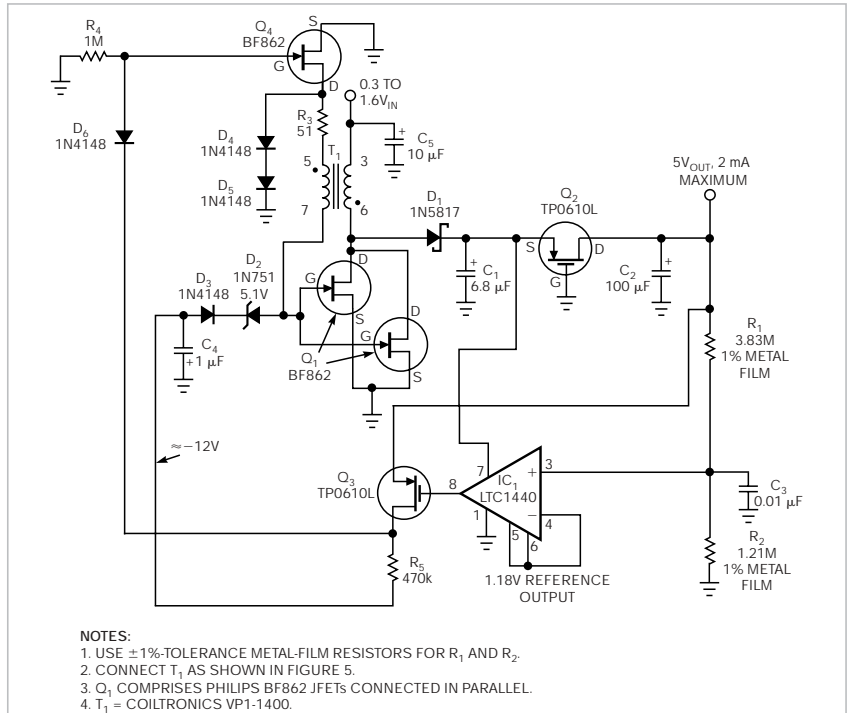 Q4
BF862
S
G
D
R4
1M
0.3 TO
1.6VIN
D6
1N4148
R3
51
T1
C5
+
10 µF
D4
1N4148
D5
1N4148
5
3
7
6
5VOUT, 2 mA
MAXIMUM
D1
1N5817
Q2
TP0610L
S
D
G
+
C1
6.8 µF
+
C2
100 µF
D3
1N4148
D2
1N751
5.1V
D
G
S
D
G
S
C4
+ 1 µF
Q1
BF862
R1
3.83M
1% METAL
FILM
≈−12V
Q3
TP0610L
8
7
IC1
LTC1440
+
3
−
4
1
5
6
C3
0.01 µF
R2
1.21M
1% METAL
FILM
R5
470k
1.18V REFERENCE
OUTPUT
NOTES:
1. USE ±1%-TOLERANCE METAL-FILM RESISTORS FOR R1 AND R2.
2. CONNECT T1 AS SHOWN IN FIGURE 5.
3. Q1 COMPRISES PHILIPS BF862 JFETs CONNECTED IN PARALLEL.
4. T1 = COILTRONICS VP1-1400.